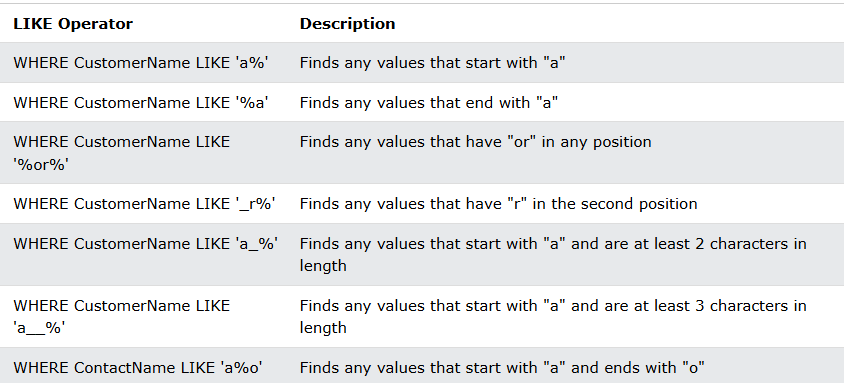 LIKE Operator Description
WHERE CustomerName LIKE 'a%' Finds any values that start with "a"
WHERE CustomerName LIKE '%a' Finds any values that end with "a"
WHERE CustomerName LIKE Finds any values that have "or" in any position
'%or%'
WHERE CustomerName LIKE '_r%' Finds any values that have "r" in the second position
WHERE CustomerName LIKE 'a_%' Finds any values that start with "a" and are at least 2 characters in
length
WHERE CustomerName LIKE Finds any values that start with "a" and are at least 3 characters in
'a__%' length
WHERE ContactName LIKE 'a%o' Finds any values that start with "a" and ends with "o"